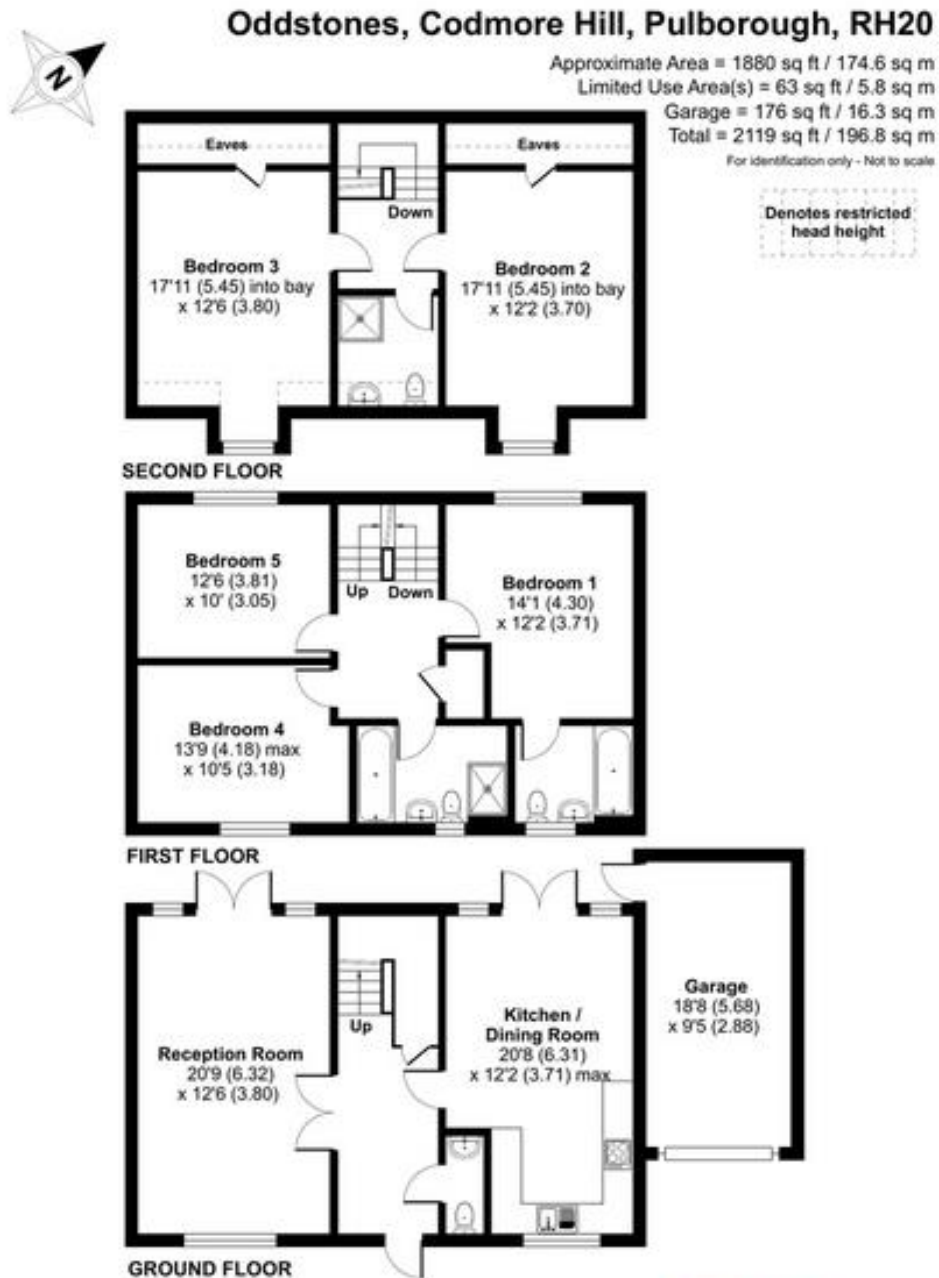 Oddstones, Codmore Hill, Pulborough, RH20
Approximate Area = 1880 sq ft / 174.6 sq m
Limited Use Area(s) = 63 sq ft / 5.8 sq m
Garage = 176 sq ft / 16.3 sq m
Total = 2119 sq ft / 196.8 sq m
For identification only - Not to scale
N
Denotes restricted
head height
Eaves
Eaves
Down
Bedroom 3
17'11 (5.45) into bay
x 12'6 (3.80)
Bedroom 2
17'11 (5.45) into bay
x 12'2 (3.70)
SECOND FLOOR
Bedroom 5
12'6 (3.81)
x 10' (3.05)
Up
Down
Bedroom 1
14'1 (4.30)
x 12'2 (3.71)
Bedroom 4
13'9 (4.18) max
x 10'5 (3.18)
FIRST FLOOR
Reception Room
20'9 (6.32)
x 12'6 (3.80)
Up
Kitchen /
Dining Room
20'8 (6.31)
x 12'2 (3.71) max
Garage
18'8 (5.68)
x 9'5 (2.88)
GROUND FLOOR